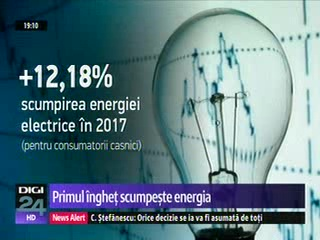 19:10
+12,18%
scumpirea energiei
electrice în 2017
(pentru consumatorii casnici)
DIGI
24
HD
Primul îngheț scumpește energia
News Alert
C. Ștefănescu: Orice decizie se ia va fi asumată de toți